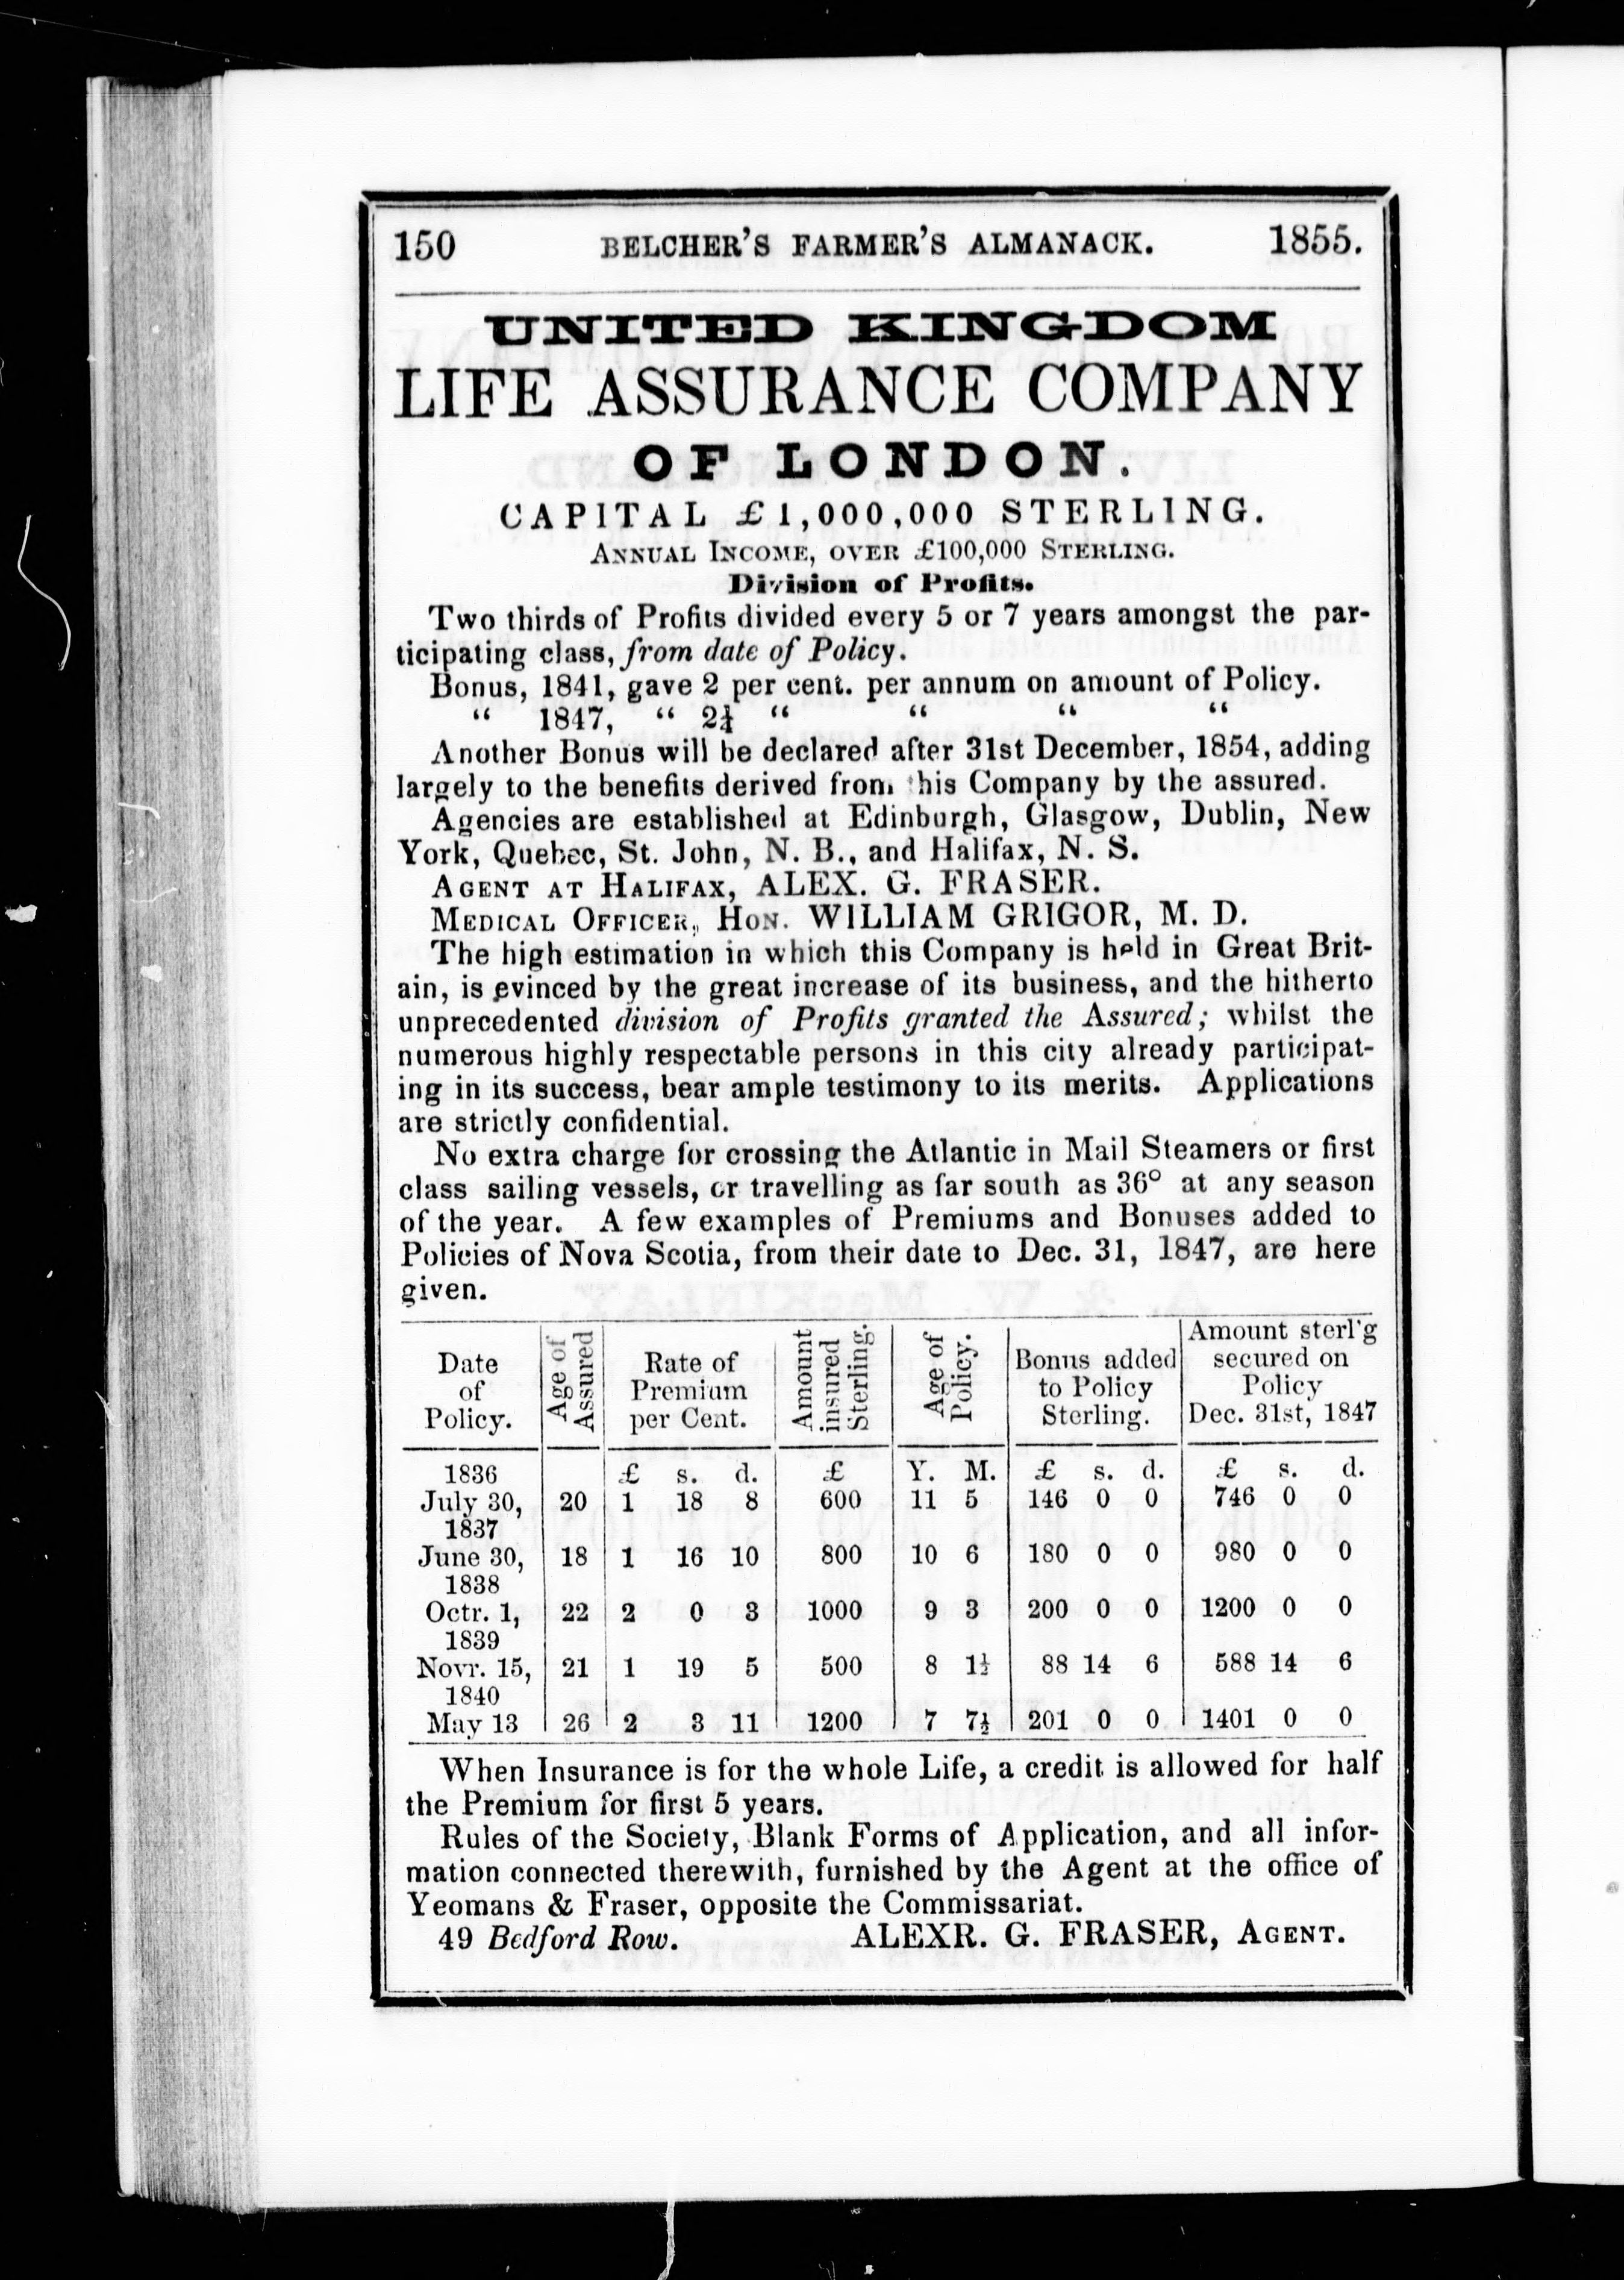 150 BELCHER'S FARMER'S ALMANACK. 1855.
UNITED KINGDOM
LIFE ASSURANCE COMPANY
OF LONDON.
CAPITAL £1,000,000 STERLING.
ANNUAL INCOME, OVER £100,000 STERLING.
Division of Profits.
Two thirds of Profits divided every 5 or 7 years amongst the par-
ticipating class, from date of Policy.
Bonus, 1841, gave 2 per cent. per annum on amount of Policy.
" 1847, " 2¼ " " " "
Another Bonus will be declared after 31st December, 1854, adding
largely to the benefits derived from this Company by the assured.
Agencies are established at Edinburgh, Glasgow, Dublin, New
York, Quebec, St. John, N. B., and Halifax, N. S.
AGENT AT HALIFAX, ALEX. G. FRASER.
MEDICAL OFFICER, HON. WILLIAM GRIGOR, M. D.
The high estimation in which this Company is held in Great Brit-
ain, is evinced by the great increase of its business, and the hitherto
unprecedented division of Profits granted the Assured; whilst the
numerous highly respectable persons in this city already participat-
ing in its success, bear ample testimony to its merits. Applications
are strictly confidential.
No extra charge for crossing the Atlantic in Mail Steamers or first
class sailing vessels, or travelling as far south as 36° at any season
of the year. A few examples of Premiums and Bonuses added to
Policies of Nova Scotia, from their date to Dec. 31, 1847, are here
given.
Date of Policy. Age of Assured Rate of Premium per Cent. Amount insured Sterling. Age of Policy. Bonus added to Policy Sterling. Amount sterl'g secured on Policy Dec. 31st, 1847
1836 £ s. d. £ Y. M. £ s. d. £ s. d.
July 30, 20 1 18 8 600 11 5 146 0 0 746 0 0
1837
June 30, 18 1 16 10 800 10 6 180 0 0 980 0 0
1838
Octr. 1, 22 2 0 3 1000 9 3 200 0 0 1200 0 0
1839
Novr. 15, 21 1 19 5 500 8 1½ 88 14 6 588 14 6
1840
May 13 26 2 3 11 1200 7 7½ 201 0 0 1401 0 0
When Insurance is for the whole Life, a credit is allowed for half
the Premium for first 5 years.
Rules of the Society, Blank Forms of Application, and all infor-
mation connected therewith, furnished by the Agent at the office of
Yeomans & Fraser, opposite the Commissariat.
49 Bedford Row. ALEXR. G. FRASER, AGENT.